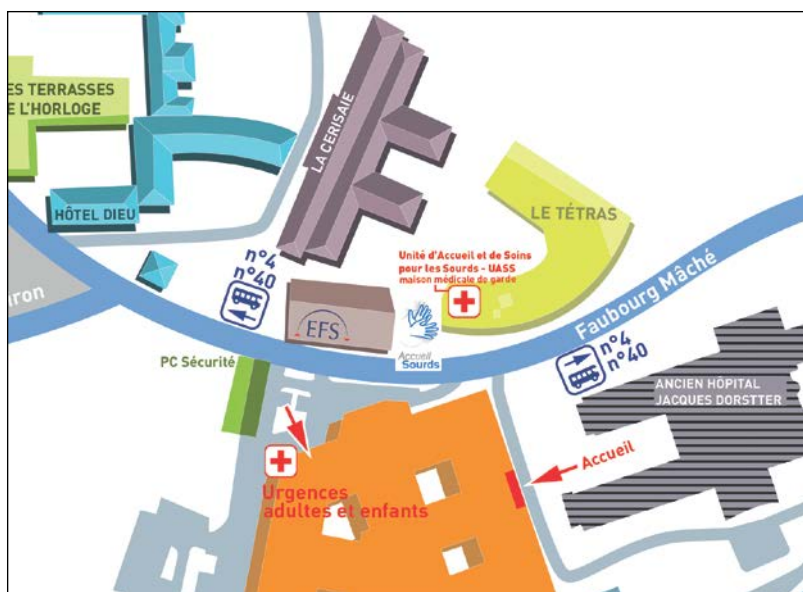 ES TERRASSES
E L'HORLOGE
HÔTEL DIEU
LA CERISAIE
LE TÉTRAS
Unité d'Accueil et de Soins
pour les Sourds - UASS
maison médicale de garde
n°4
n°40
EFS
Accueil
Sourds
Faubourg Mâché
iron
PC Sécurité
n°4
n°40
ANCIEN HÔPITAL
JACQUES DORSTTER
Accueil
Urgences
adultes et enfants